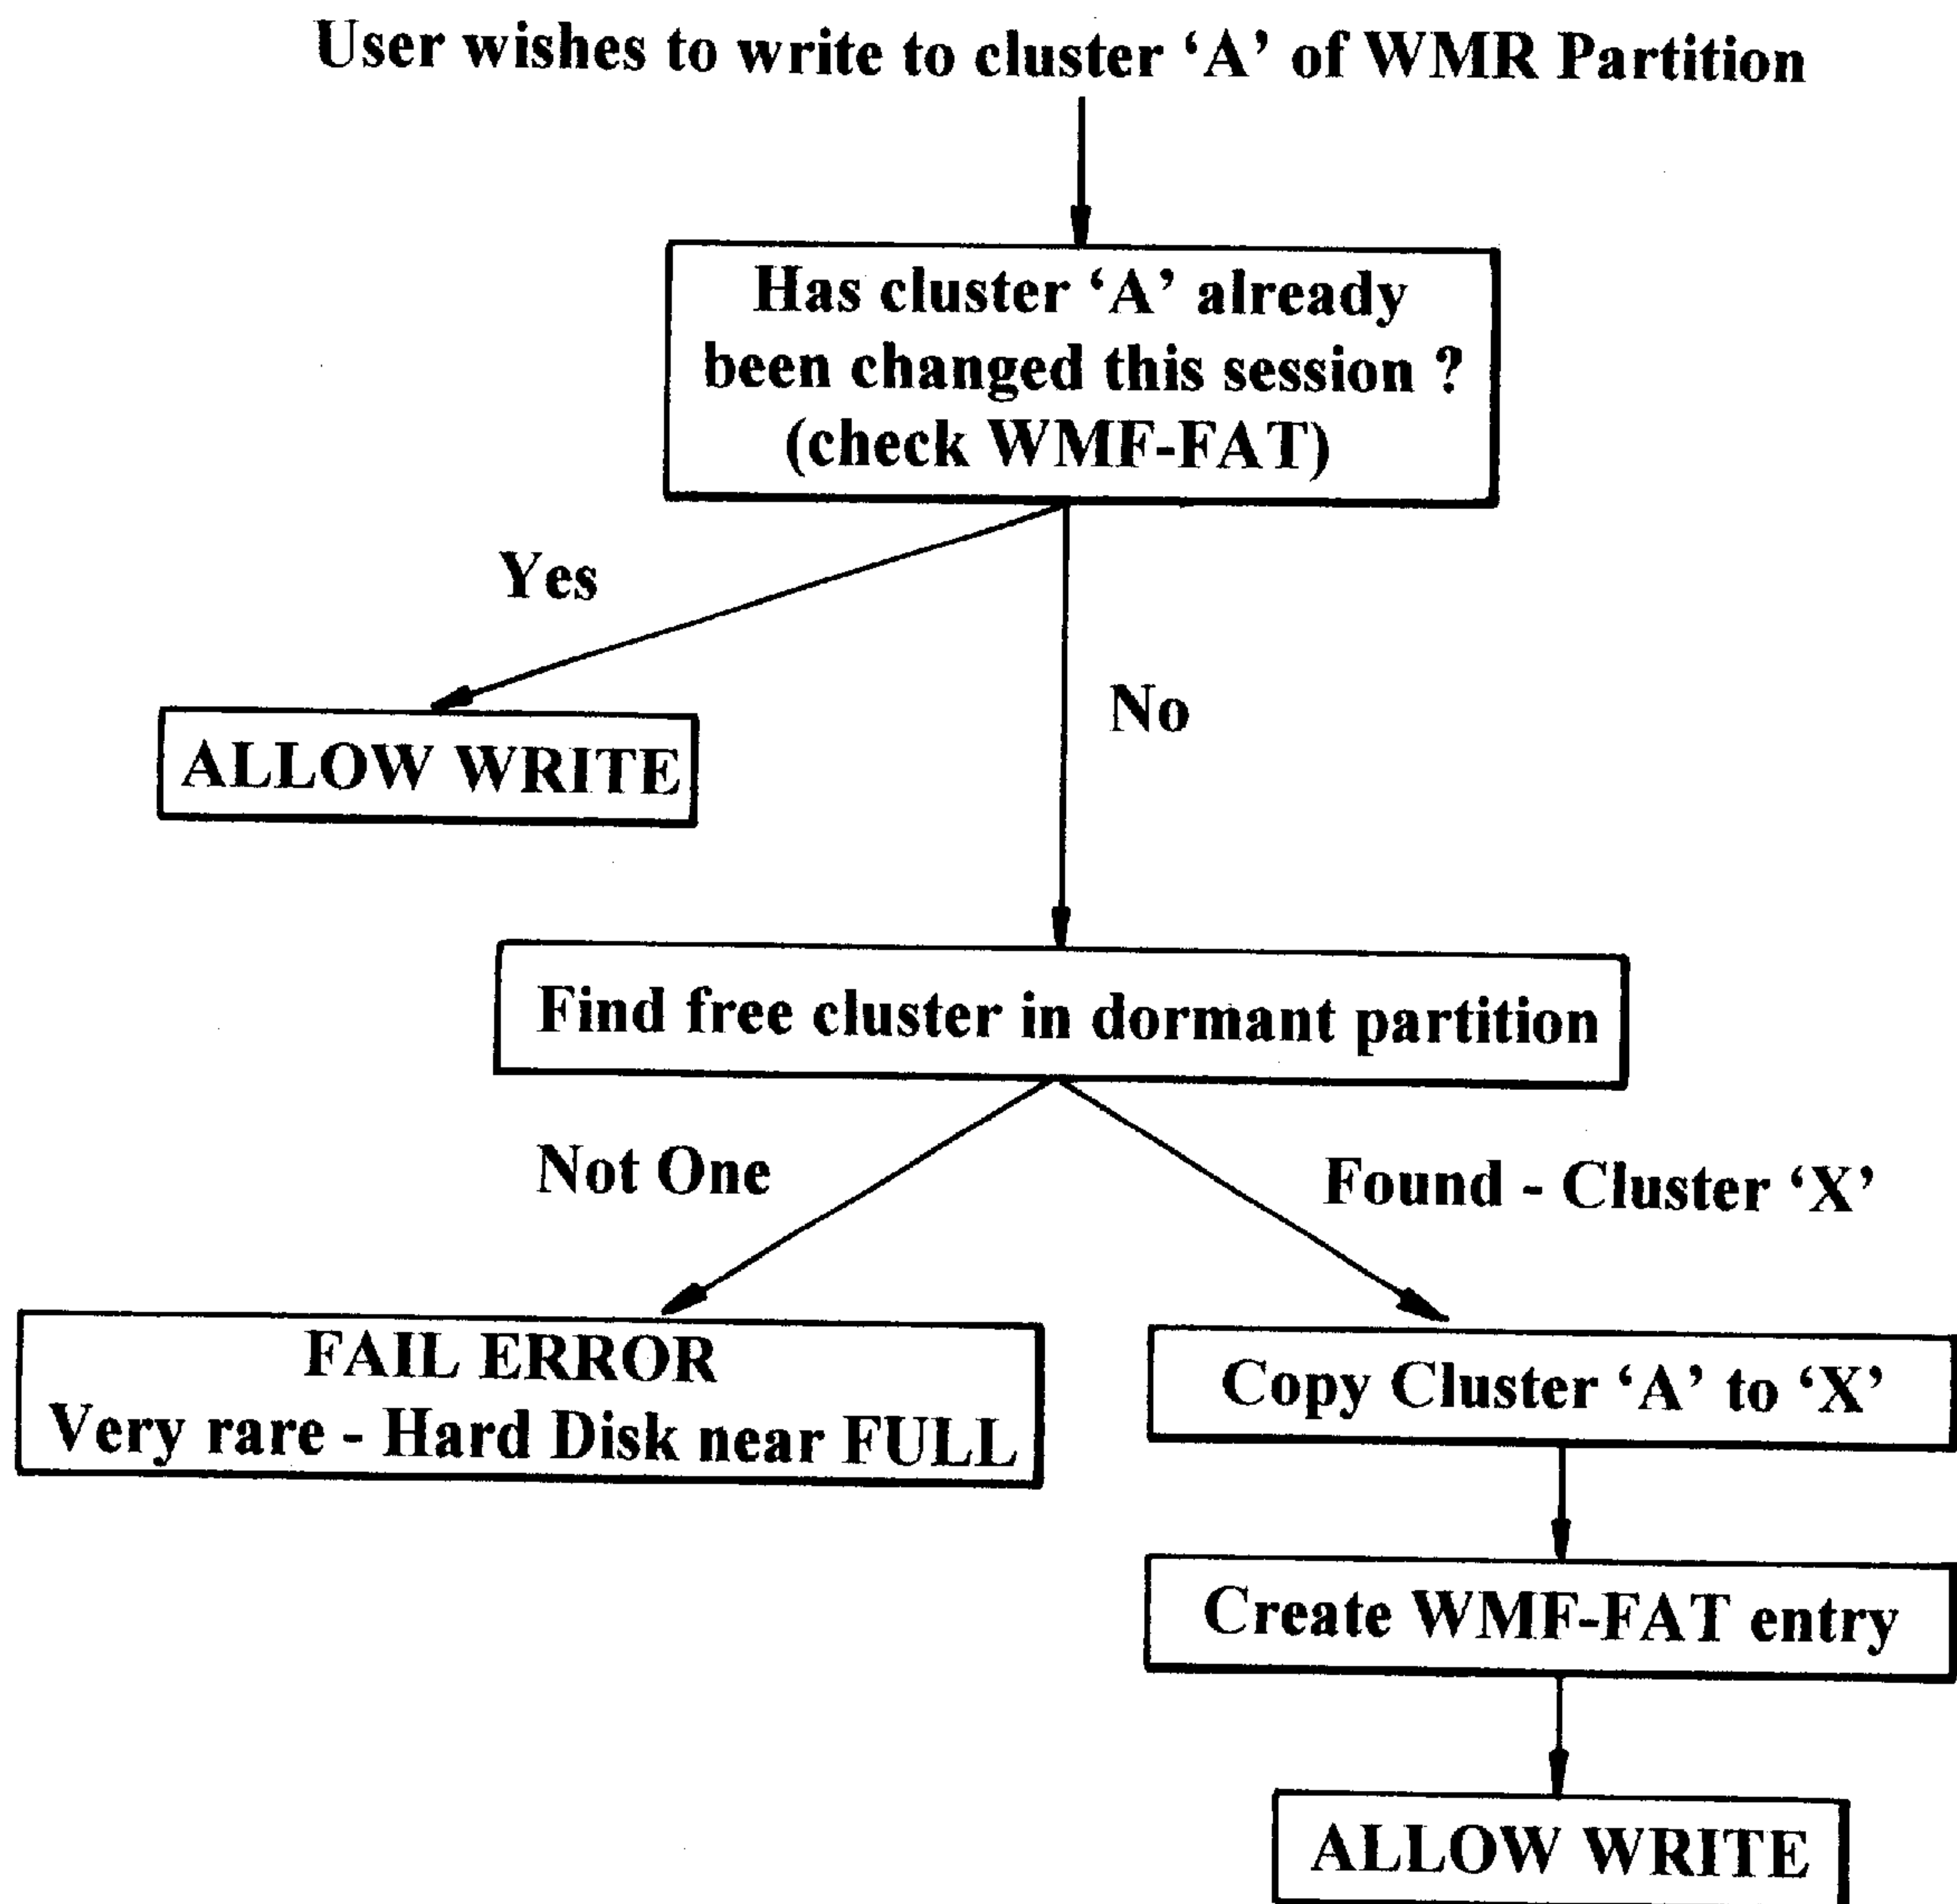 User wishes to write to cluster ‘A’ of WMR Partition
Has cluster ‘A’ already
been changed this session ?
(check WMF-FAT)
Yes
No
ALLOW WRITE
Find free cluster in dormant partition
Not One
Found - Cluster ‘X’
FAIL ERROR
Very rare - Hard Disk near FULL
Copy Cluster ‘A’ to ‘X’
Create WMF-FAT entry
ALLOW WRITE